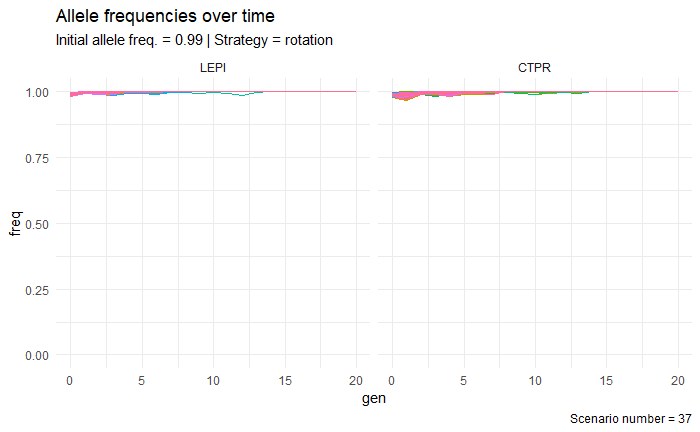 Allele frequencies over time
Initial allele freq. = 0.99 | Strategy = rotation
LEPI
CTPR
1.00
0.75
0.50
0.25
0.00
freq
0 5 10 15 20
0 5 10 15 20
gen
Scenario number = 37